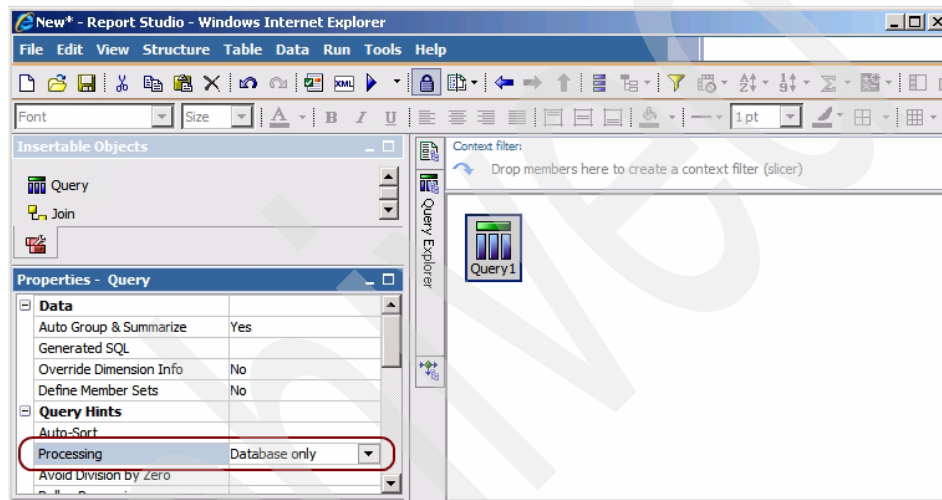 New* - Report Studio - Windows Internet Explorer
File Edit View Structure Table Data Run Tools Help
Font Size 1 pt
Insertable Objects
Query
Join
Context filter:
Drop members here to create a context filter (slicer)
Query Explorer
Query1
Properties - Query
Data
Auto Group & Summarize Yes
Generated SQL
Override Dimension Info No
Define Member Sets No
Query Hints
Auto-Sort
Processing Database only
Avoid Division by Zero